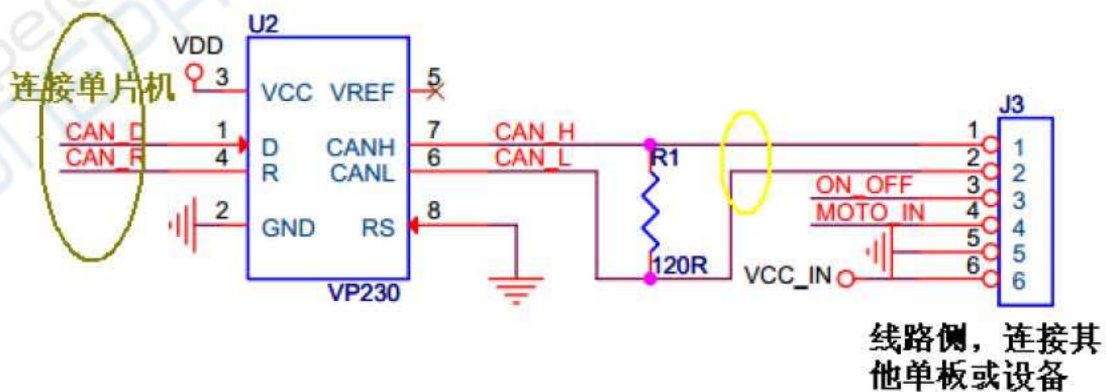 U2
VDD
连接单片机
3 VCC VREF 5
J3
CAN_D 1 D CANH 7 CAN_H 1 1
CAN_R 4 R CANL 6 CAN_L R1 2 2
ON_OFF 3 3
MOTO_IN 4 4
2 GND RS 8 5 5
120R VCC_IN 6 6
VP230
线路侧，连接其
他单板或设备